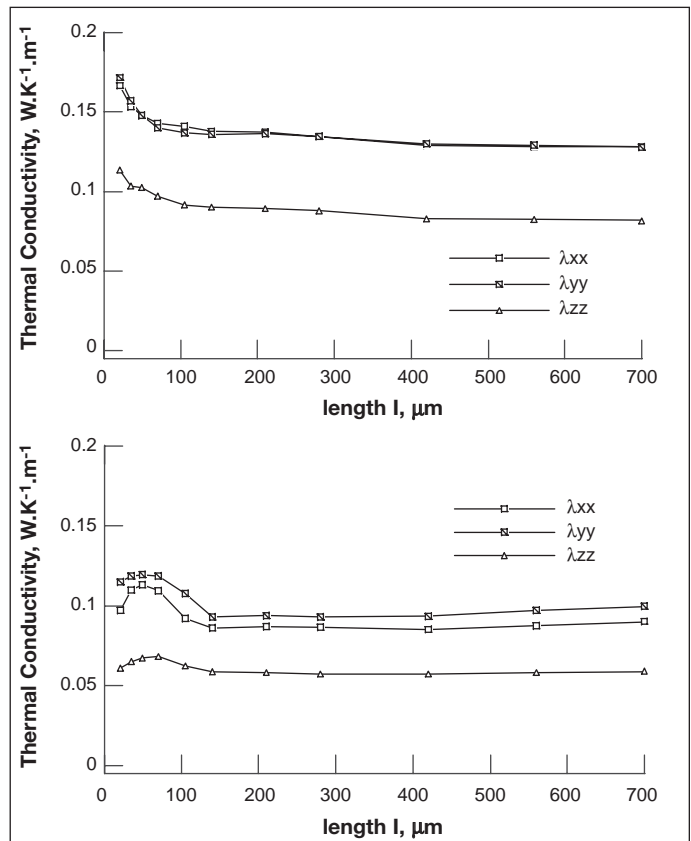 Thermal Conductivity, W.K-1.m-1
0.2
0.15
0.1
0.05
0
λxx
λyy
λzz
0 100 200 300 400 500 600 700
length l, μm
Thermal Conductivity, W.K-1.m-1
0.2
0.15
0.1
0.05
0
λxx
λyy
λzz
0 100 200 300 400 500 600 700
length l, μm